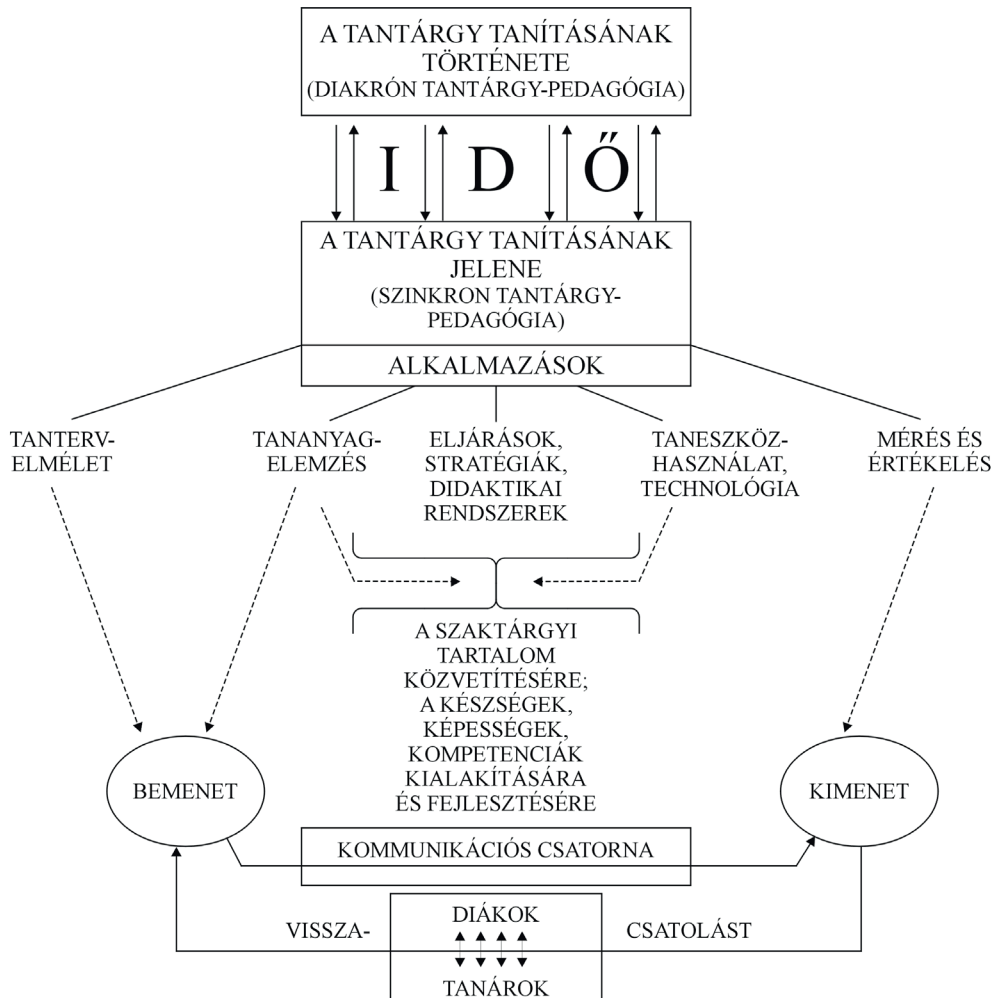 A TANTÁRGY TANÍTÁSÁNAK
TÖRTÉNETE
(DIAKRÓN TANTÁRGY-PEDAGÓGIA)
I D Ő
A TANTÁRGY TANÍTÁSÁNAK
JELENE
(SZINKRON TANTÁRGY-
PEDAGÓGIA)
ALKALMAZÁSOK
TANTERV-
ELMÉLET
TANANYAG-
ELEMZÉS
ELJÁRÁSOK,
STRATÉGIÁK,
DIDAKTIKAI
RENDSZEREK
TANESZKÖZ-
HASZNÁLAT,
TECHNOLÓGIA
MÉRÉS ÉS
ÉRTÉKELÉS
A SZAKTÁRGYI
TARTALOM
KÖZVETÍTÉSÉRE;
A KÉSZSÉGEK,
KÉPESSÉGEK,
KOMPETENCIÁK
KIALAKÍTÁSÁRA
ÉS FEJLESZTÉSÉRE
BEMENET
KIMENET
KOMMUNIKÁCIÓS CSATORNA
DIÁKOK
VISSZA-
CSATOLÁST
TANÁROK